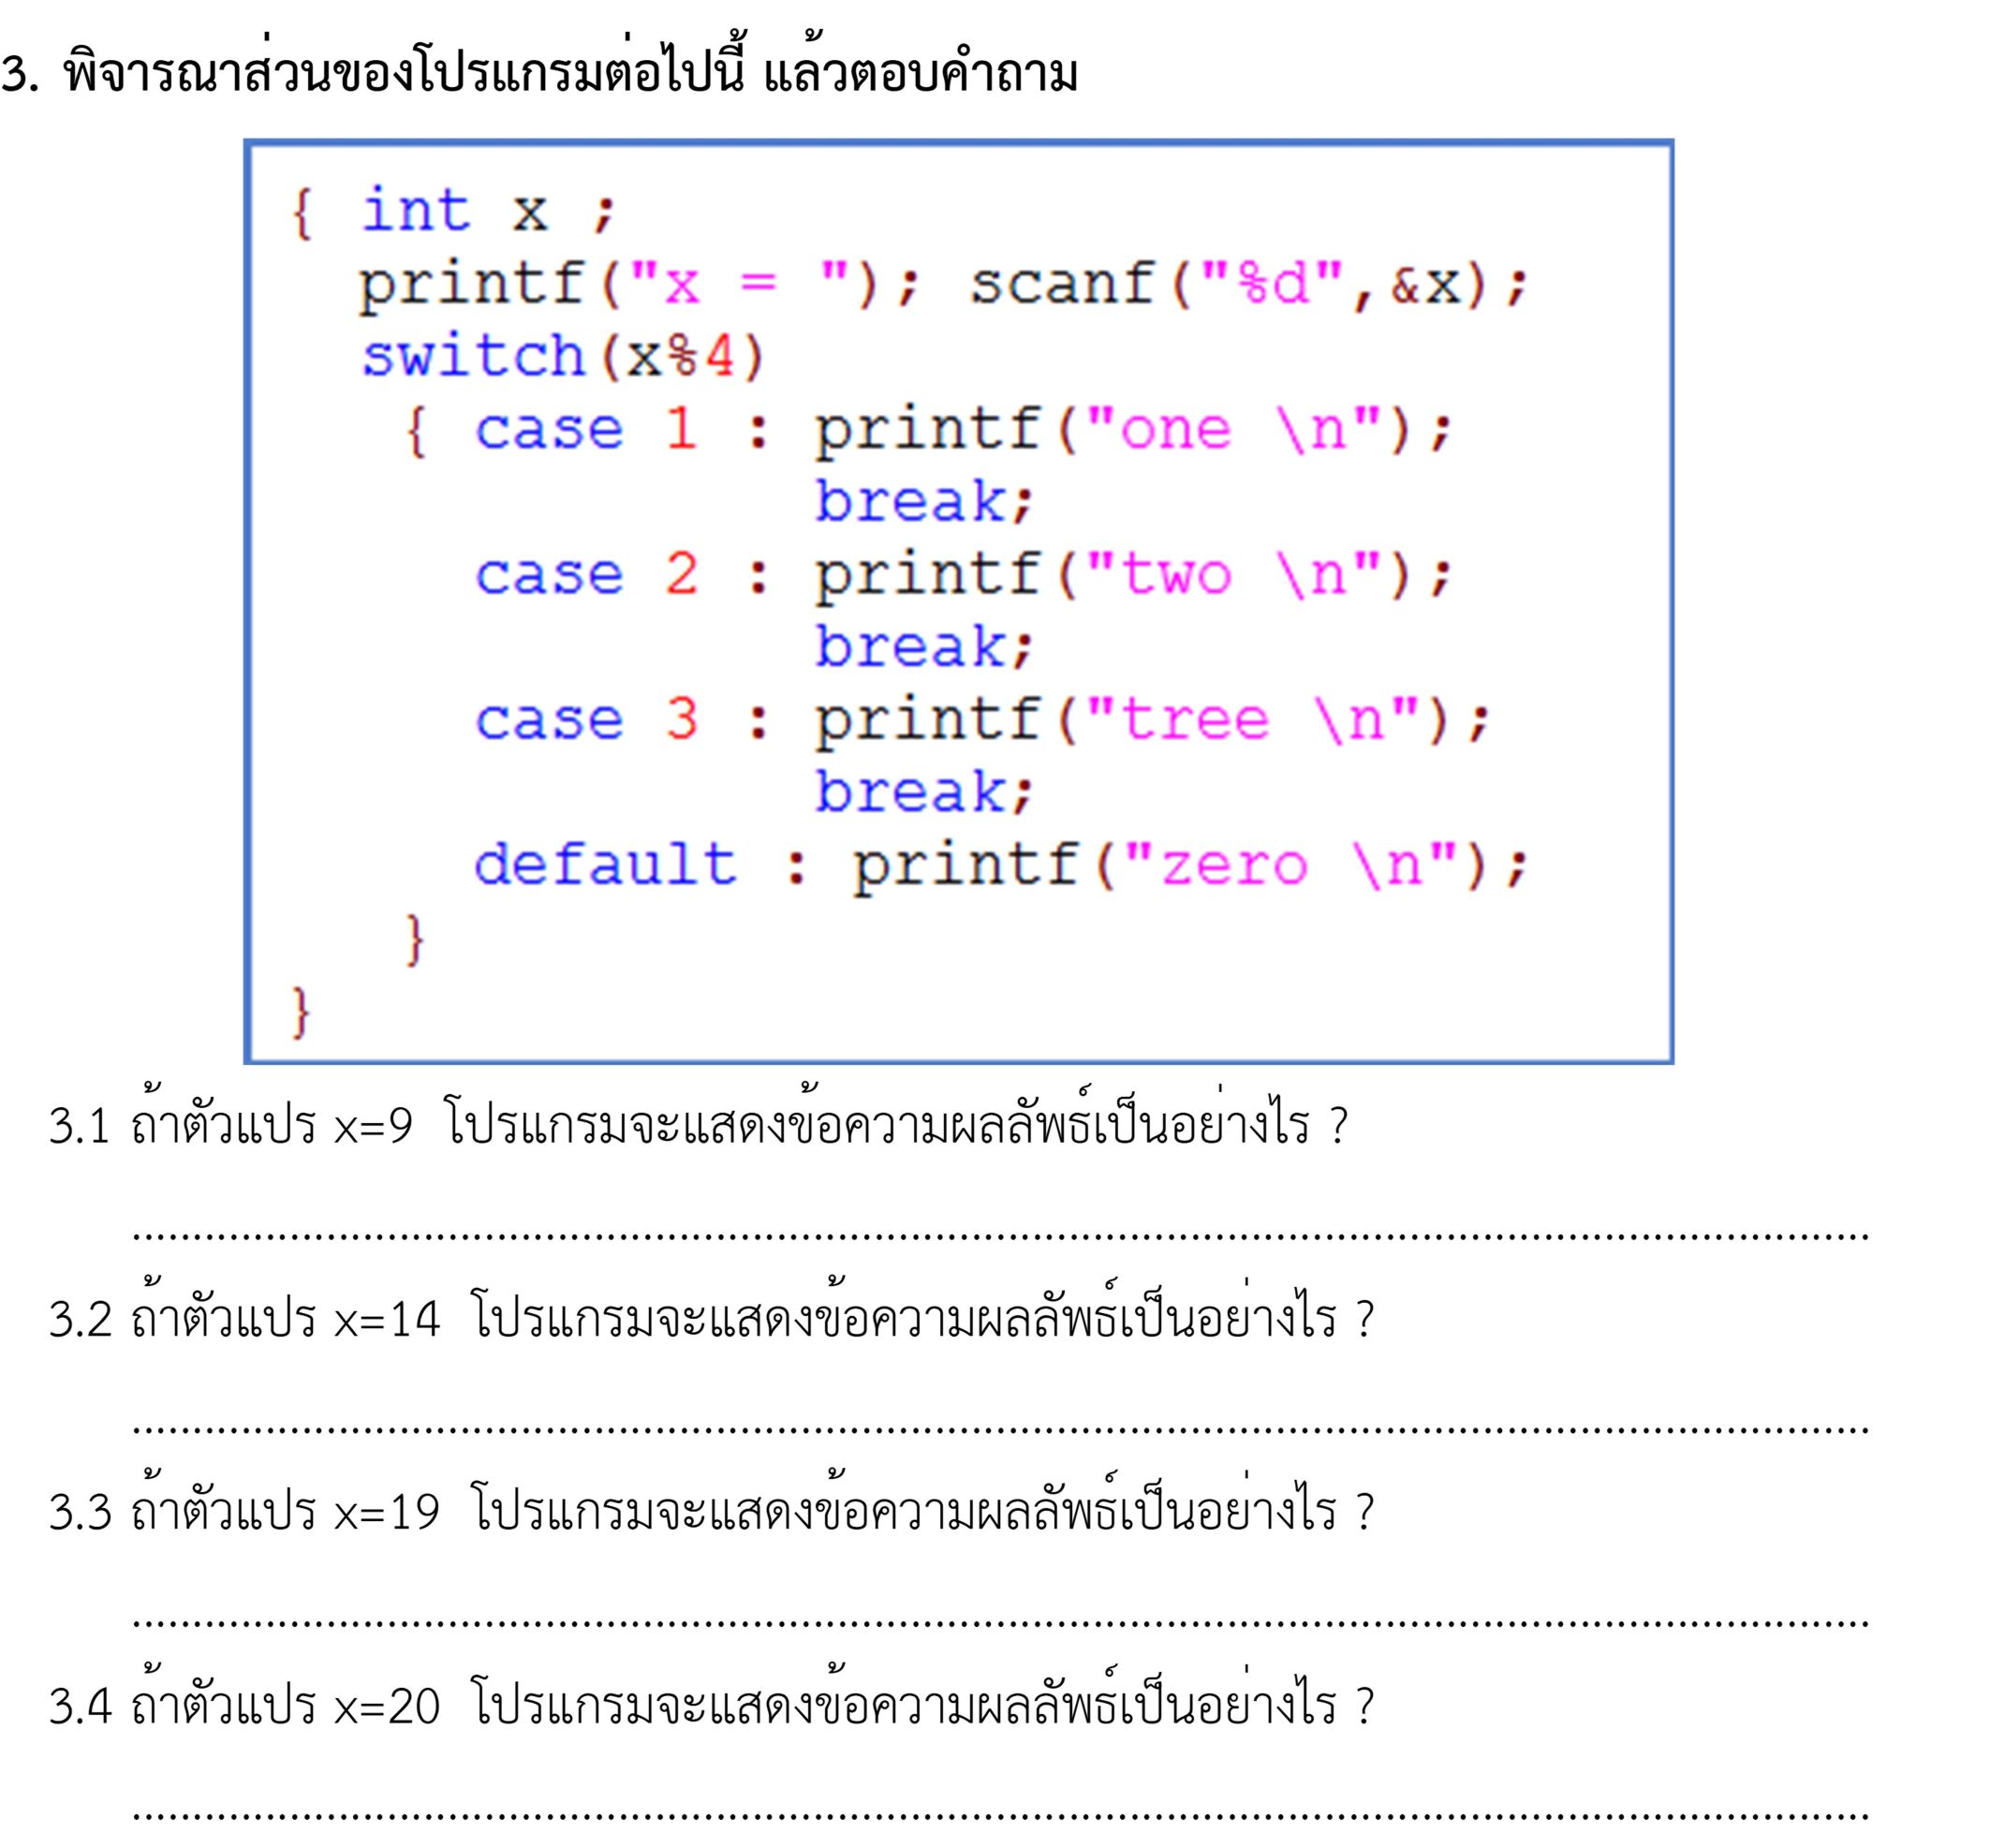 3. พิจารณาส่วนของโปรแกรมต่อไปนี้ แล้วตอบคำถาม
{ int x ;
printf("x = "); scanf("%d",&x);
switch(x%4)
{ case 1 : printf("one \n");
break;
case 2 : printf("two \n");
break;
case 3 : printf("tree \n");
break;
default : printf("zero \n");
}
}
3.1 ถ้าตัวแปร x=9 โปรแกรมจะแสดงข้อความผลลัพธ์เป็นอย่างไร ?
3.2 ถ้าตัวแปร x=14 โปรแกรมจะแสดงข้อความผลลัพธ์เป็นอย่างไร ?
3.3 ถ้าตัวแปร x=19 โปรแกรมจะแสดงข้อความผลลัพธ์เป็นอย่างไร ?
3.4 ถ้าตัวแปร x=20 โปรแกรมจะแสดงข้อความผลลัพธ์เป็นอย่างไร ?